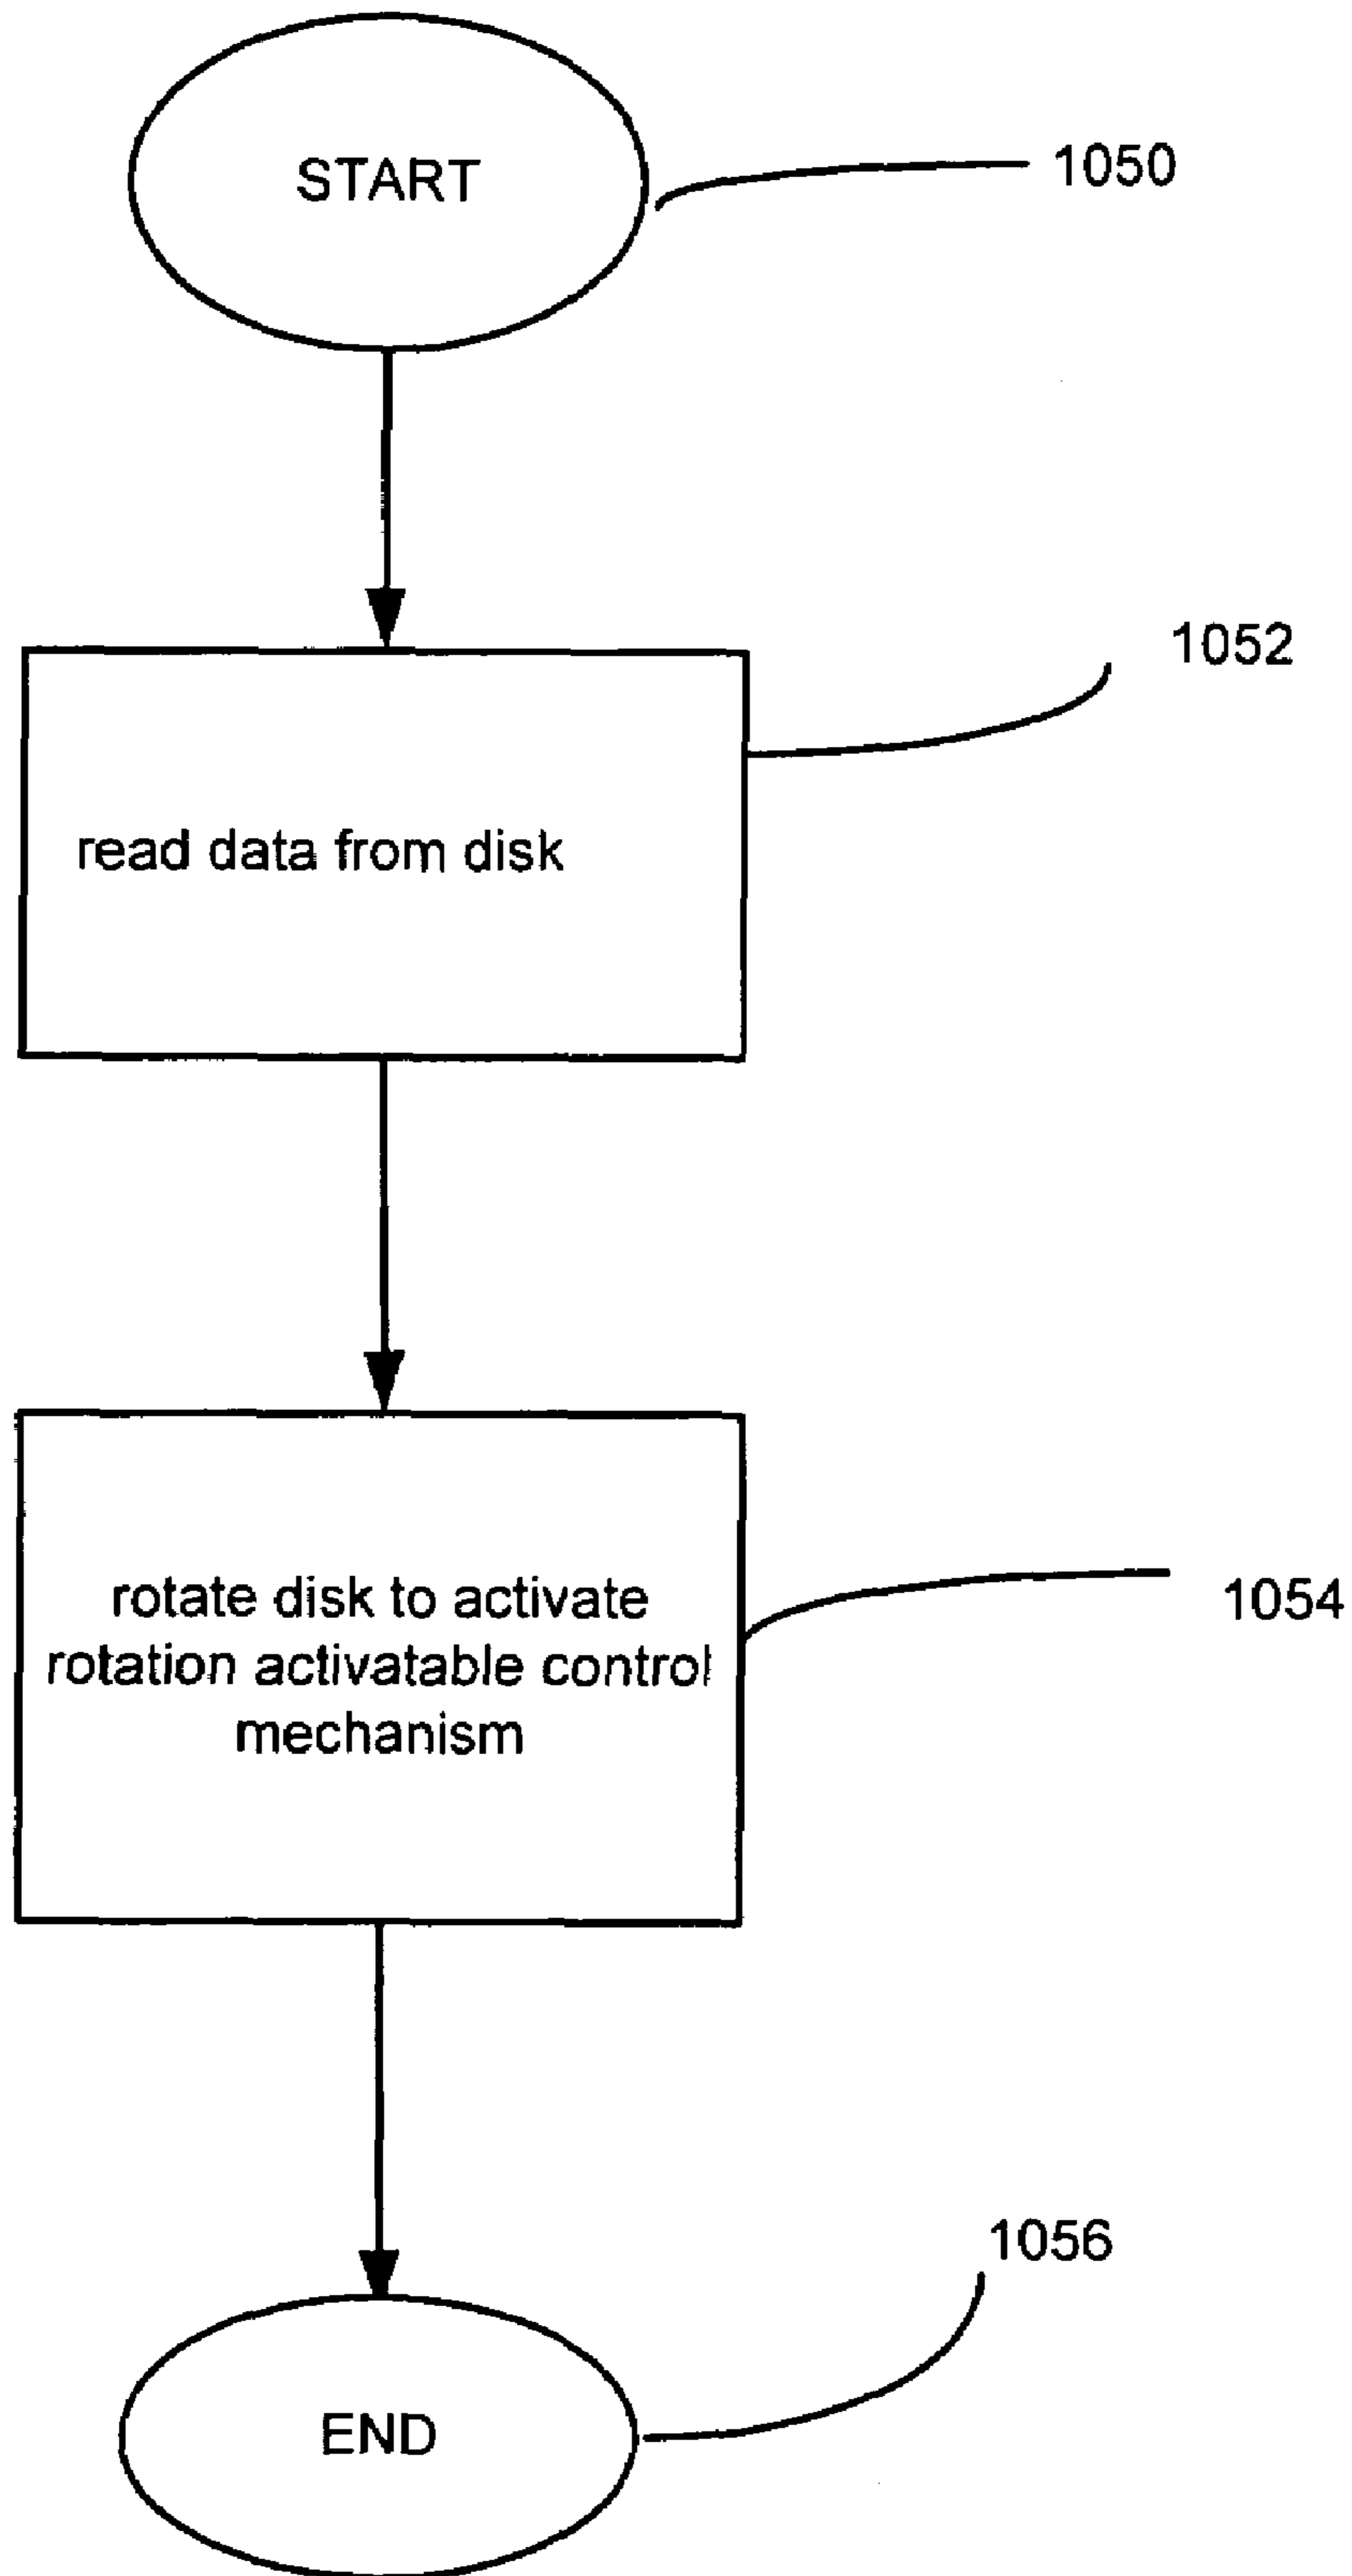 START
1050
1052
read data from disk
rotate disk to activate
rotation activatable control
mechanism
1054
1056
END